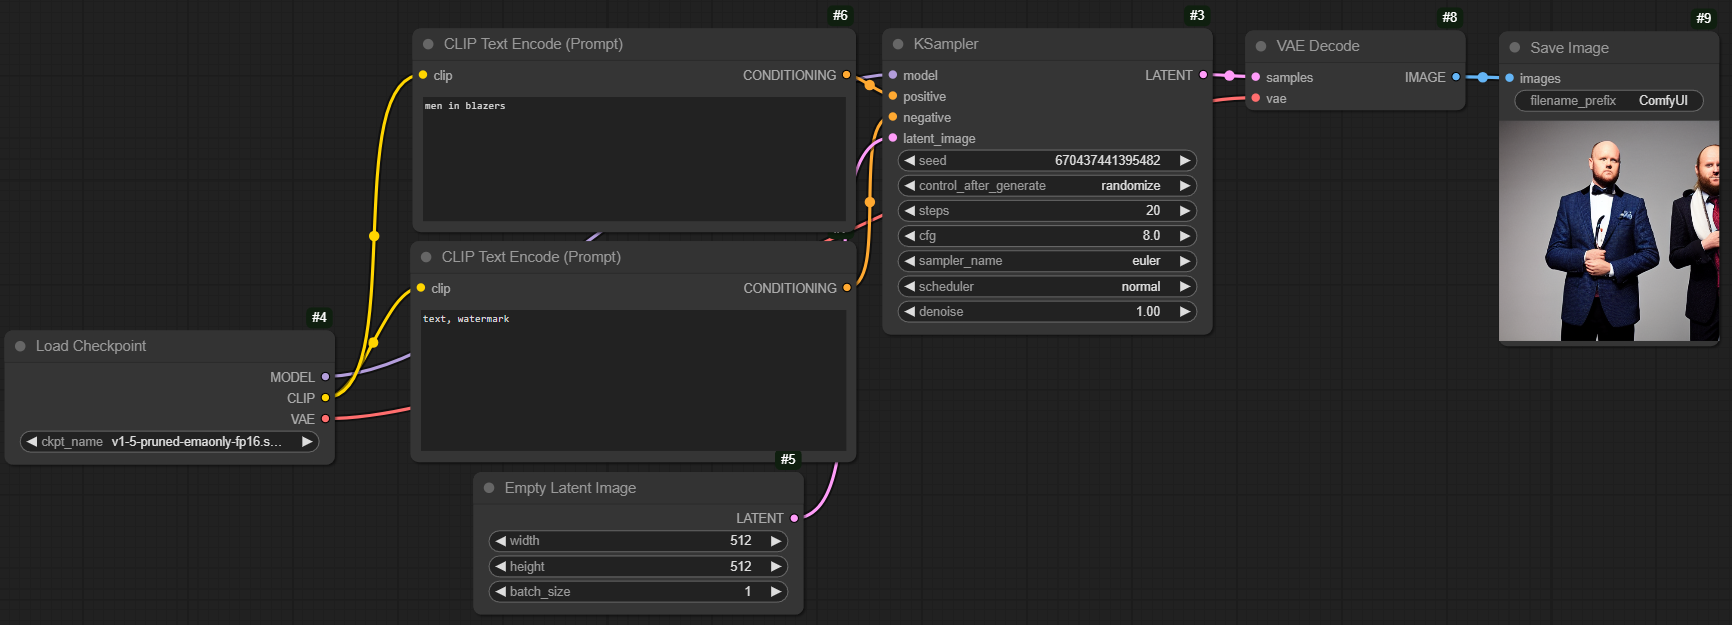 #4
Load Checkpoint
MODEL
CLIP
VAE
ckpt_name v1-5-pruned-emaonly-fp16.s...
#6
CLIP Text Encode (Prompt)
clip CONDITIONING
men in blazers
CLIP Text Encode (Prompt)
clip CONDITIONING
text, watermark
#5
Empty Latent Image
LATENT
width 512
height 512
batch_size 1
#3
KSampler
model LATENT
positive
negative
latent_image
seed 670437441395482
control_after_generate randomize
steps 20
cfg 8.0
sampler_name euler
scheduler normal
denoise 1.00
#8
VAE Decode
samples IMAGE
vae
#9
Save Image
images
filename_prefix ComfyUI